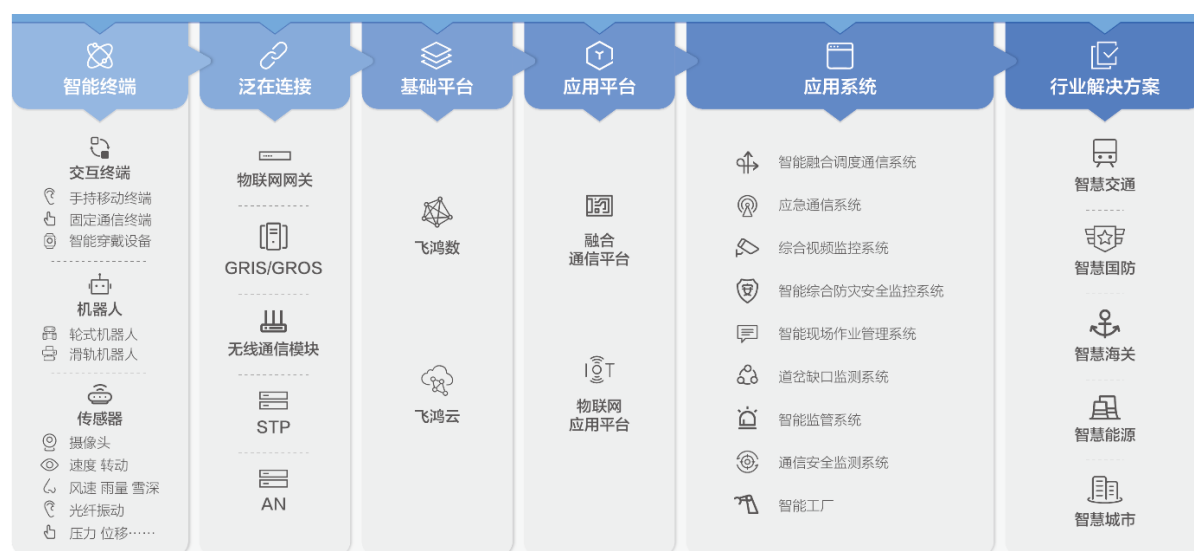 智能终端
泛在连接
基础平台
应用平台
应用系统
行业解决方案
交互终端
手持移动终端
固定通信终端
智能穿戴设备
机器人
轮式机器人
滑轨机器人
传感器
摄像头
速度 转动
风速 雨量 雪深
光纤振动
压力 位移……
物联网网关
GRIS/GROS
无线通信模块
STP
AN
飞鸿数
飞鸿云
融合
通信平台
IOT
物联网
应用平台
智能融合调度通信系统
应急通信系统
综合视频监控系统
安
智能综合防灾安全监控系统
智能现场作业管理系统
道岔缺口监测系统
智能监管系统
通信安全监测系统
智能工厂
智慧交通
智慧国防
智慧海关
智慧能源
智慧城市